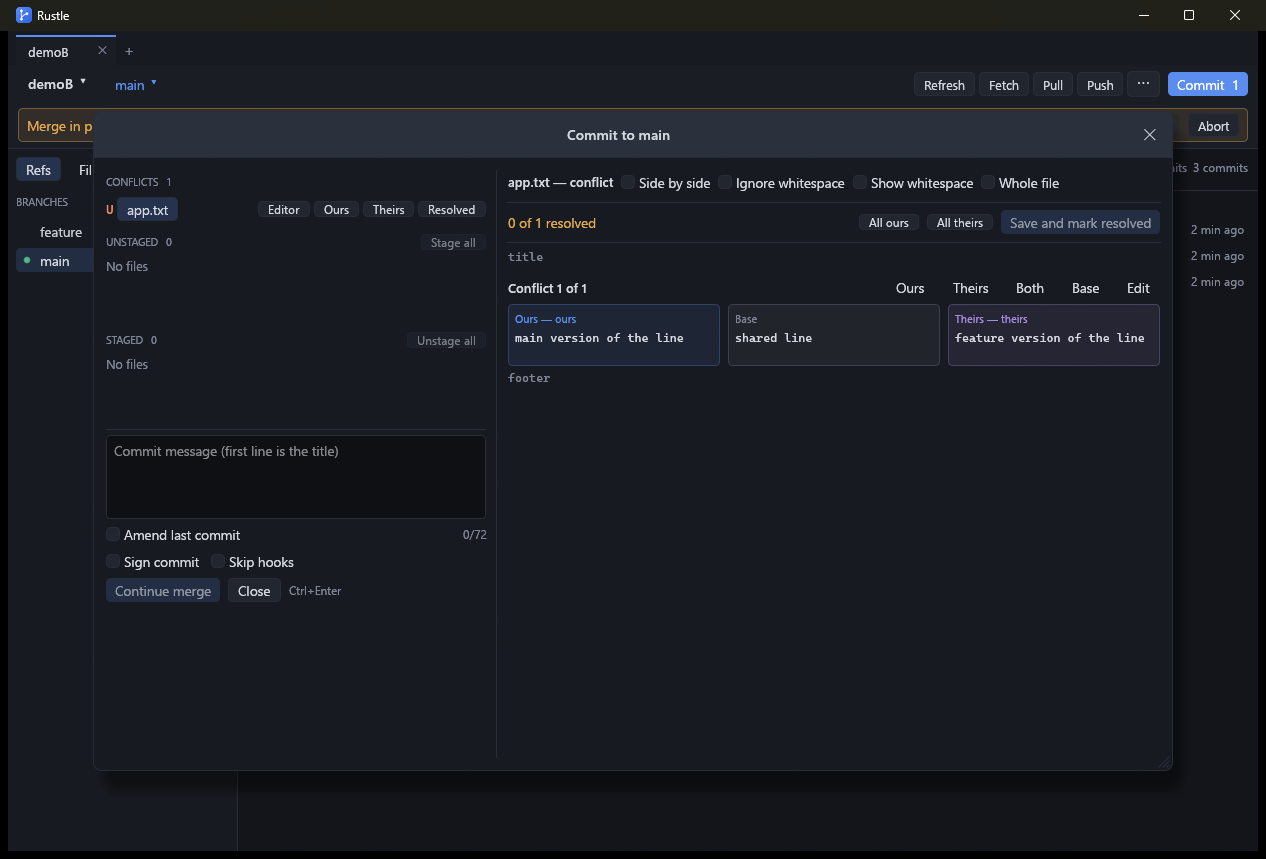 Rustle
demoB
demoB main Refresh Fetch Pull Push ... Commit 1
Merge in p Abort
Commit to main
Refs Fil
3 commits
BRANCHES
feature
main
2 min ago
2 min ago
2 min ago
CONFLICTS 1
U app.txt Editor Ours Theirs Resolved
UNSTAGED 0 Stage all
No files
STAGED 0 Unstage all
No files
Commit message (first line is the title)
Amend last commit 0/72
Sign commit Skip hooks
Continue merge Close Ctrl+Enter
app.txt — conflict Side by side Ignore whitespace Show whitespace Whole file
0 of 1 resolved All ours All theirs Save and mark resolved
title
Conflict 1 of 1 Ours Theirs Both Base Edit
Ours — ours
main version of the line
Base
shared line
Theirs — theirs
feature version of the line
footer